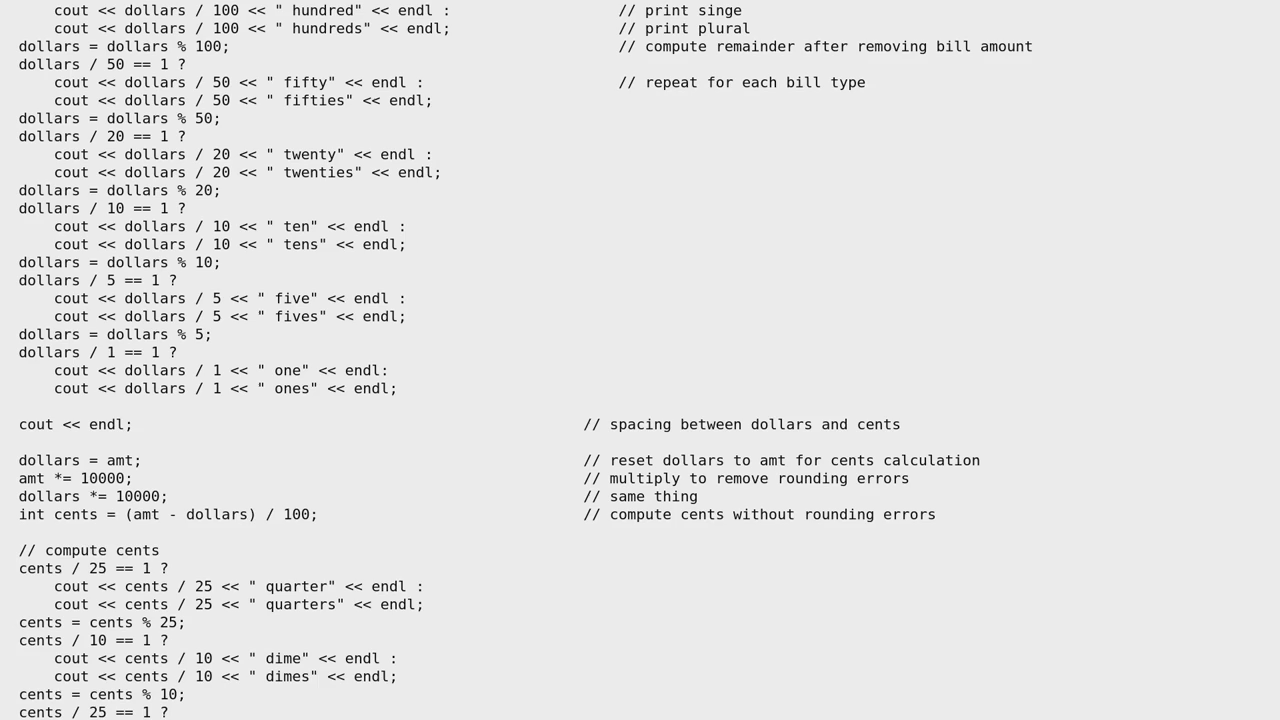 cout << dollars / 100 << " hundred" << endl : // print singe
cout << dollars / 100 << " hundreds" << endl; // print plural
dollars = dollars % 100; // compute remainder after removing bill amount
dollars / 50 == 1 ?
cout << dollars / 50 << " fifty" << endl : // repeat for each bill type
cout << dollars / 50 << " fifties" << endl;
dollars = dollars % 50;
dollars / 20 == 1 ?
cout << dollars / 20 << " twenty" << endl :
cout << dollars / 20 << " twenties" << endl;
dollars = dollars % 20;
dollars / 10 == 1 ?
cout << dollars / 10 << " ten" << endl :
cout << dollars / 10 << " tens" << endl;
dollars = dollars % 10;
dollars / 5 == 1 ?
cout << dollars / 5 << " five" << endl :
cout << dollars / 5 << " fives" << endl;
dollars = dollars % 5;
dollars / 1 == 1 ?
cout << dollars / 1 << " one" << endl:
cout << dollars / 1 << " ones" << endl;
cout << endl; // spacing between dollars and cents
dollars = amt; // reset dollars to amt for cents calculation
amt *= 10000; // multiply to remove rounding errors
dollars *= 10000; // same thing
int cents = (amt - dollars) / 100; // compute cents without rounding errors
// compute cents
cents / 25 == 1 ?
cout << cents / 25 << " quarter" << endl :
cout << cents / 25 << " quarters" << endl;
cents = cents % 25;
cents / 10 == 1 ?
cout << cents / 10 << " dime" << endl :
cout << cents / 10 << " dimes" << endl;
cents = cents % 10;
cents / 25 == 1 ?